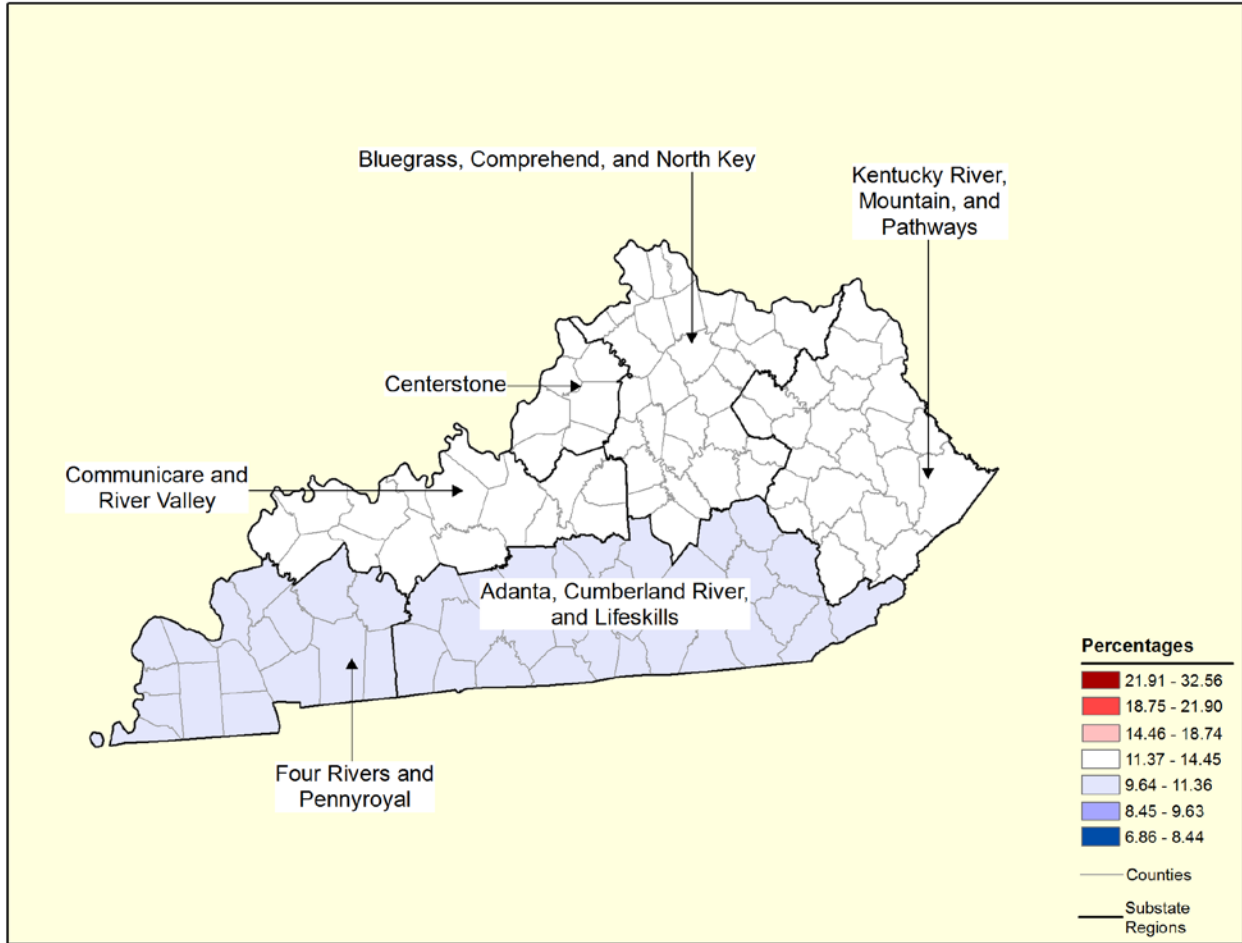 Bluegrass, Comprehend, and North Key
Kentucky River,
Mountain, and
Pathways
Centerstone
Communicare and
River Valley
Adanta, Cumberland River,
and Lifeskills
Four Rivers and
Pennyroyal
Percentages
21.91 - 32.56
18.75 - 21.90
14.46 - 18.74
11.37 - 14.45
9.64 - 11.36
8.45 - 9.63
6.86 - 8.44
Counties
Substate
Regions